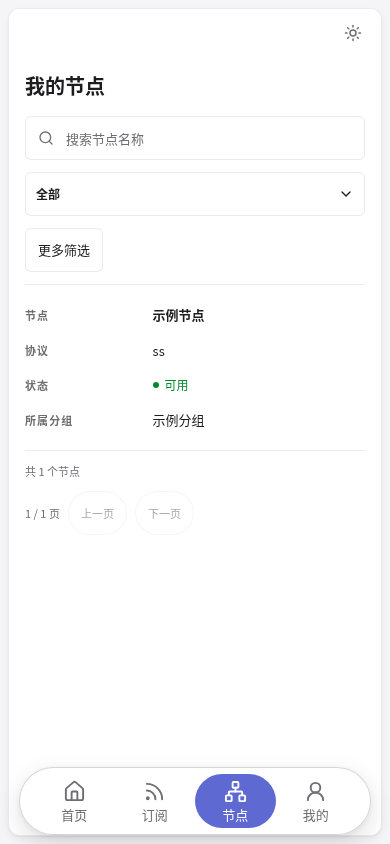 我的节点
搜索节点名称
全部
更多筛选
节点 示例节点
协议 ss
状态 可用
所属分组 示例分组
共 1 个节点
1 / 1 页 上一页 下一页
首页 订阅 节点 我的